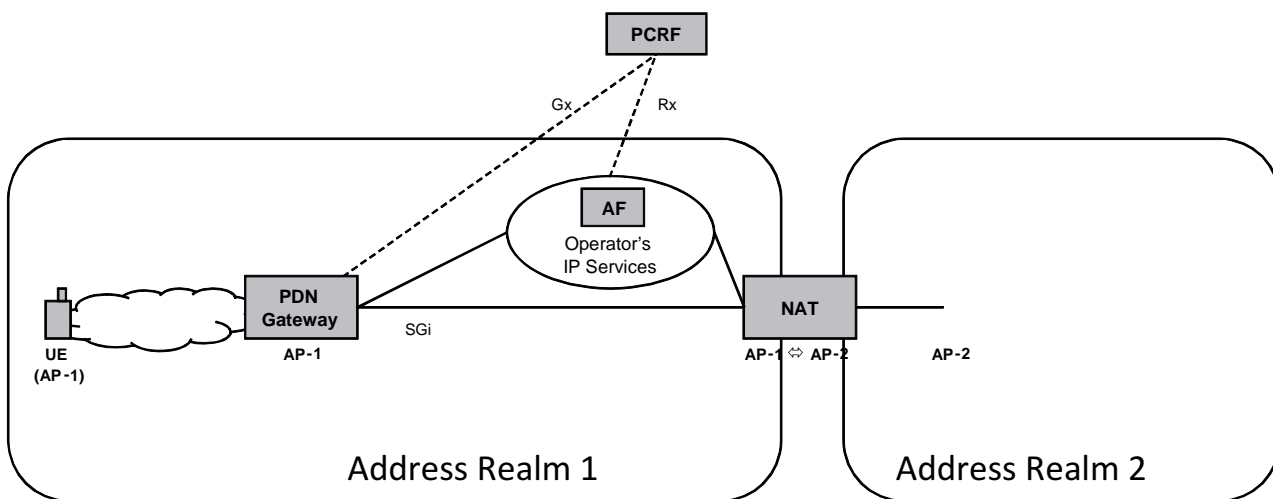 PCRF
Gx
Rx
AF
Operator's
IP Services
PDN
Gateway
NAT
SGi
UE
(AP-1)
AP-1
AP-1 ⇔ AP-2
AP-2
Address Realm 1
Address Realm 2